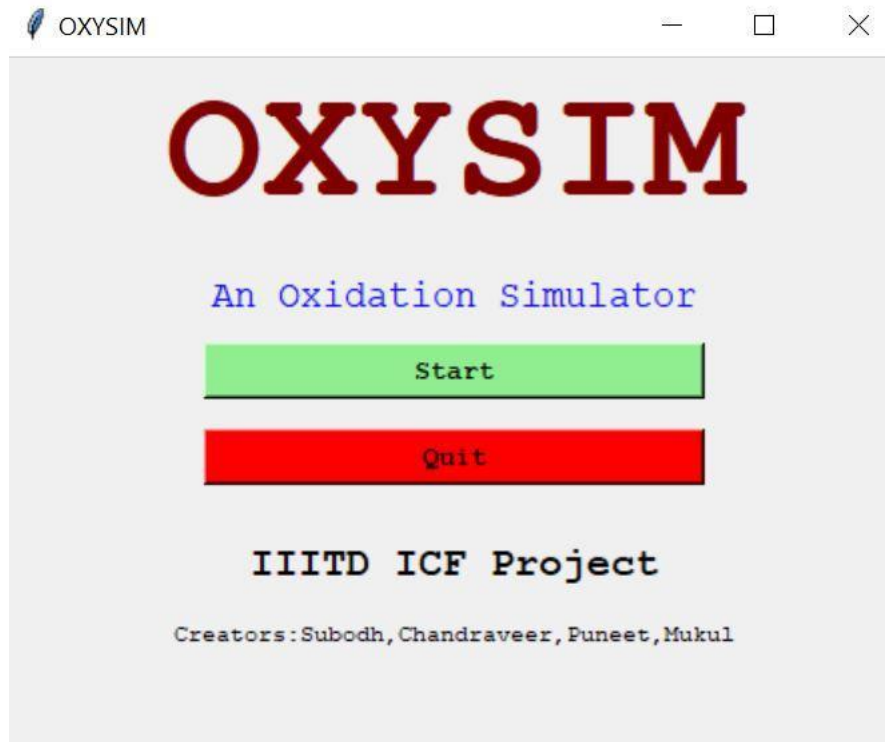 OXYSIM
OXYSIM
An Oxidation Simulator
Start
Quit
IIITD ICF Project
Creators:Subodh,Chandraveer,Puneet,Mukul